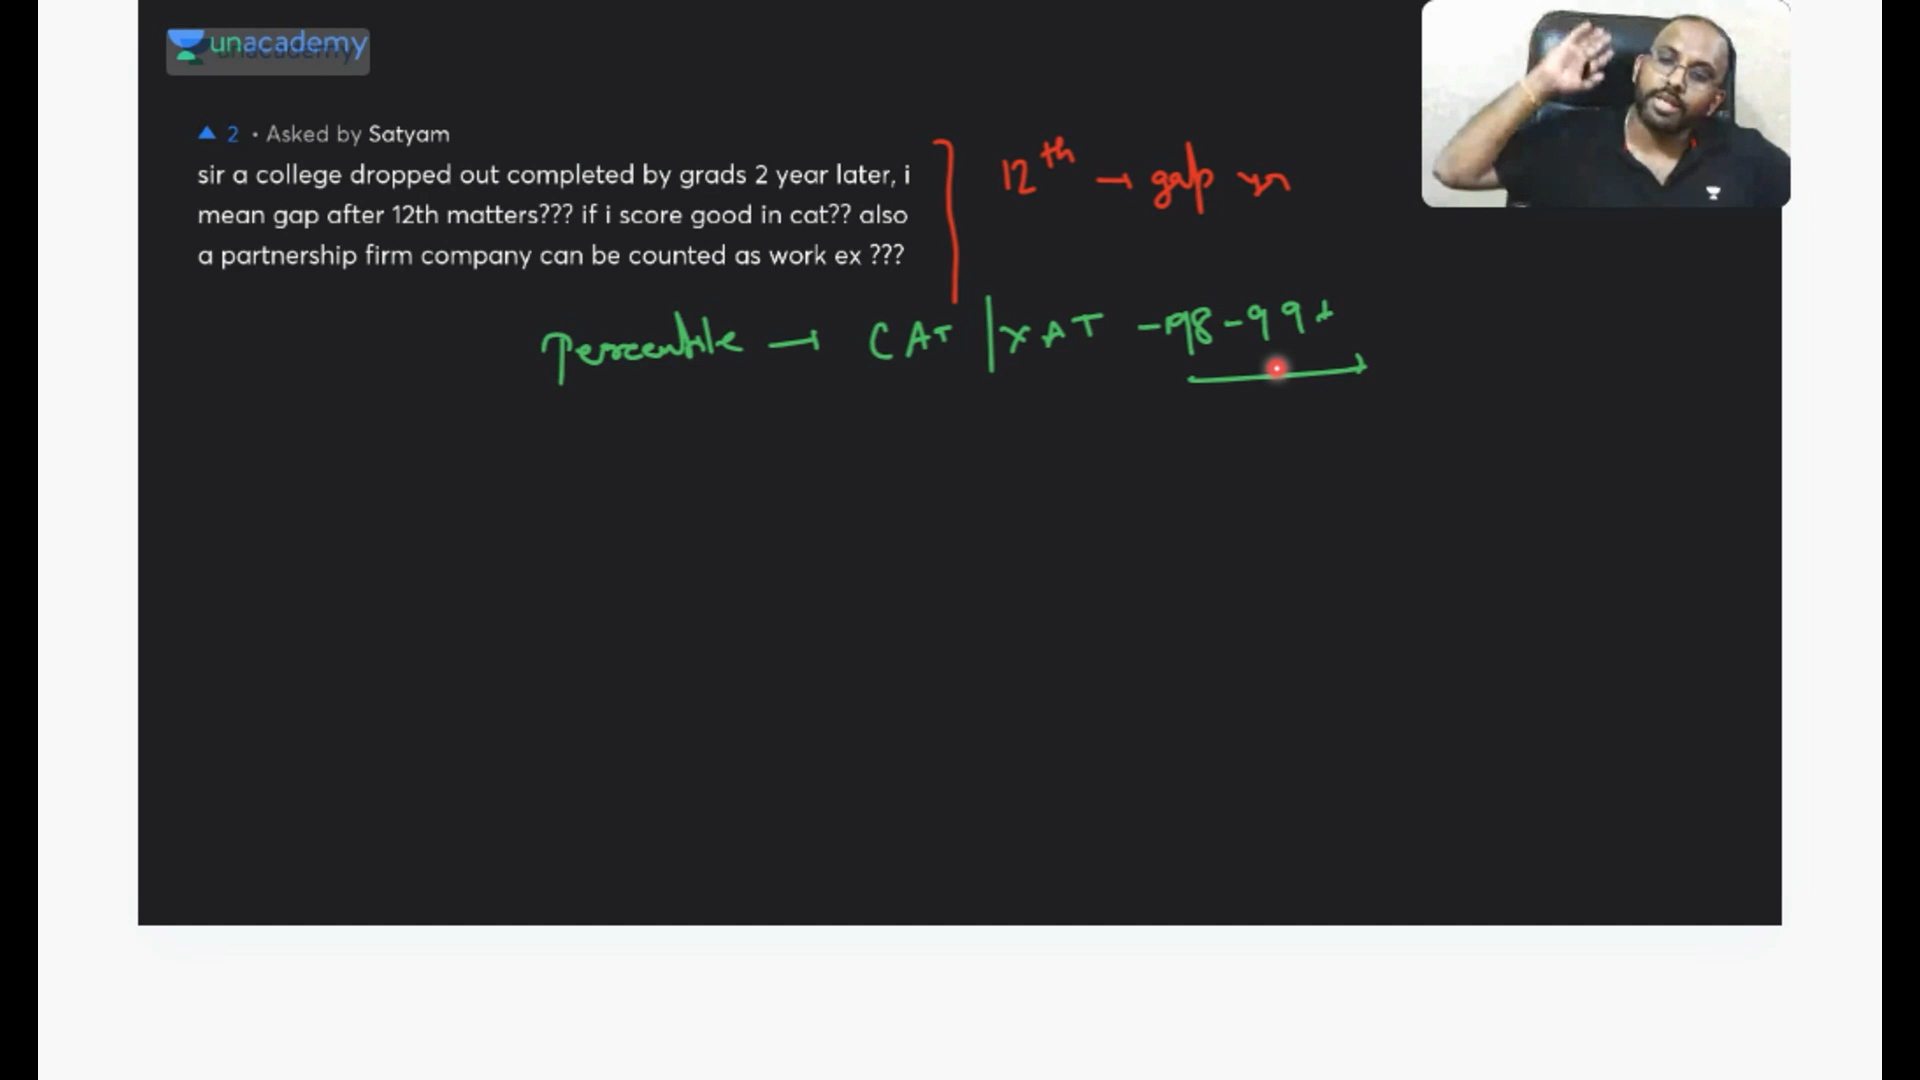 unacademy
2 • Asked by Satyam
sir a college dropped out completed by grads 2 year later, i
mean gap after 12th matters??? if i score good in cat?? also
a partnership firm company can be counted as work ex ???
12th → gap yr
Percentile → CAT | XAT - 98-99+